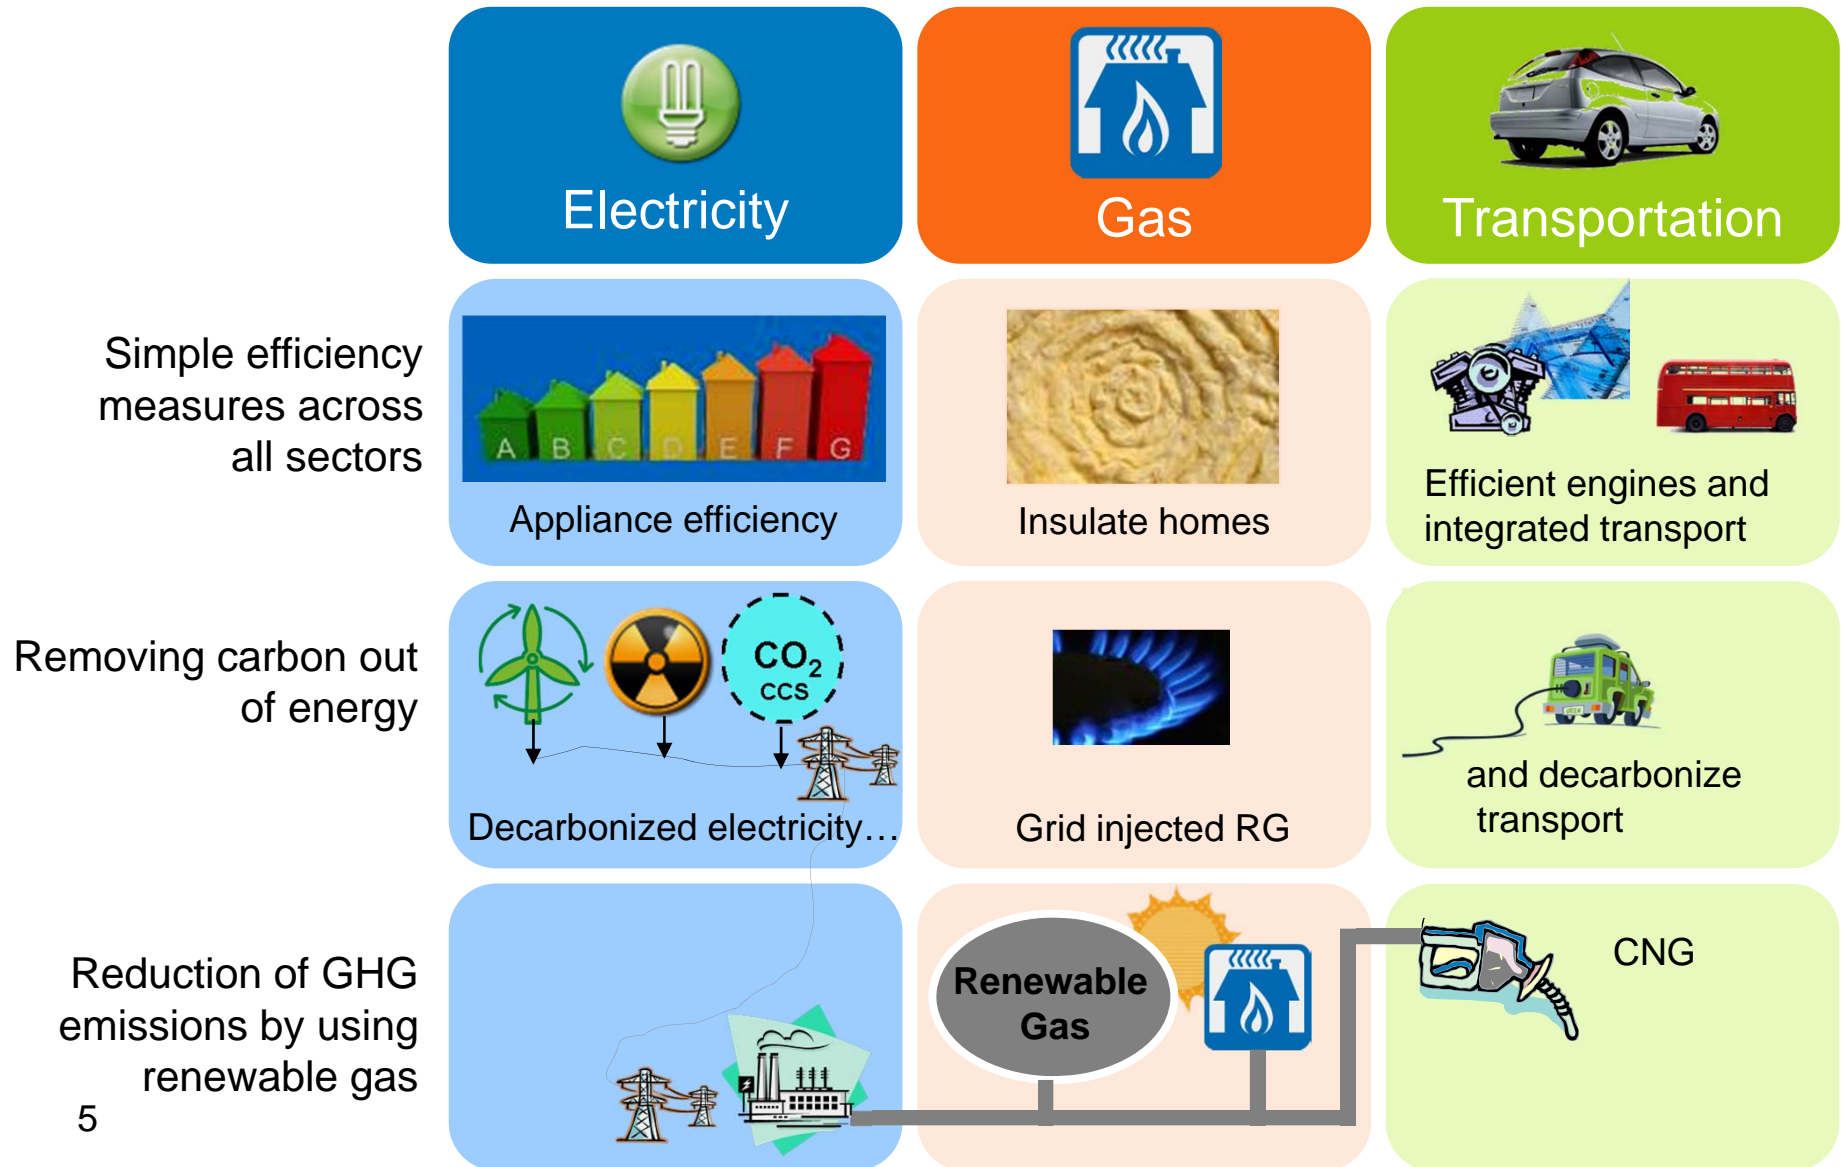 Electricity
Gas
Transportation
Simple efficiency
measures across
all sectors
A B C D E F G
Appliance efficiency
Insulate homes
Efficient engines and
integrated transport
Removing carbon out
of energy
CO2
CCS
Decarbonized electricity…
Grid injected RG
and decarbonize
transport
Reduction of GHG
emissions by using
renewable gas
Renewable
Gas
CNG
5